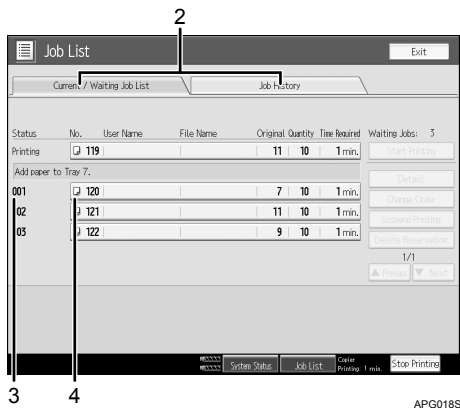 2
Job List
Exit
Current / Waiting Job List
Job History
Status No. User Name File Name Original Quantity Time Required Waiting Jobs: 3
Printing 119 11 10 1 min. Start Printing
Add paper to Tray 7.
Details
001 120 7 10 1 min.
Change Order
02 121 11 10 1 min.
Suspend Printing
03 122 9 10 1 min.
Delete Reservation
1/1
▲ Previous ▼ Next
System Status Job List Copier Printing: 1 min. Stop Printing
3 4
APG018S